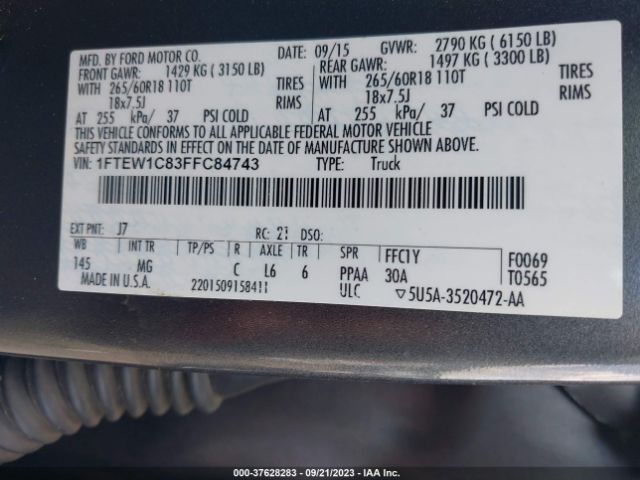 MFD. BY FORD MOTOR CO. DATE: 09/15 GVWR: 2790 KG (6150 LB)
FRONT GAWR: 1429 KG (3150 LB) REAR GAWR: 1497 KG (3300 LB)
WITH 265/60R18 110T TIRES WITH 265/60R18 110T TIRES
18x7.5J RIMS 18x7.5J RIMS
AT 255 kPa/ 37 PSI COLD AT 255 kPa/ 37 PSI COLD
THIS VEHICLE CONFORMS TO ALL APPLICABLE FEDERAL MOTOR VEHICLE
SAFETY STANDARDS IN EFFECT ON THE DATE OF MANUFACTURE SHOWN ABOVE.
VIN: 1FTEW1C83FFC84743 TYPE: Truck
EXT PNT: J7 RC: 21 DSO:
WB INT TR TP/PS R AXLE TR SPR FFC1Y F0069
145 MG C L6 6 PPAA 30A T0565
MADE IN U.S.A. 2201509158411 ULC ▽5U5A-3520472-AA
000-37628283 - 09/21/2023 - IAA Inc.